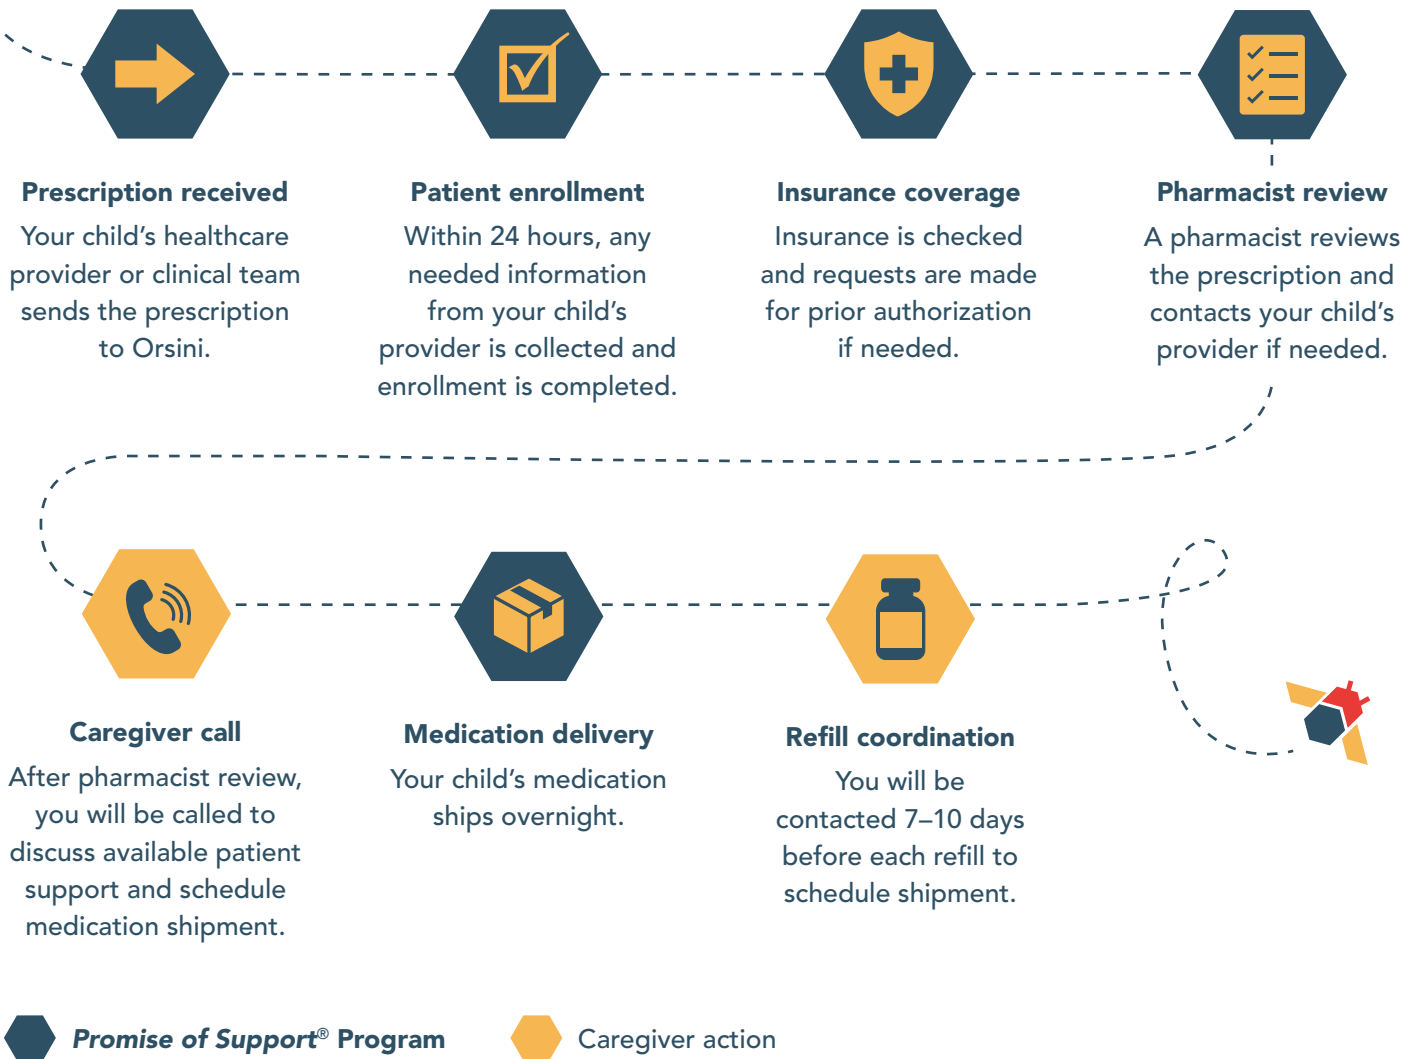 Prescription received
Your child’s healthcare
provider or clinical team
sends the prescription
to Orsini.
Patient enrollment
Within 24 hours, any
needed information
from your child’s
provider is collected and
enrollment is completed.
Insurance coverage
Insurance is checked
and requests are made
for prior authorization
if needed.
Pharmacist review
A pharmacist reviews
the prescription and
contacts your child’s
provider if needed.
Caregiver call
After pharmacist review,
you will be called to
discuss available patient
support and schedule
medication shipment.
Medication delivery
Your child’s medication
ships overnight.
Refill coordination
You will be
contacted 7–10 days
before each refill to
schedule shipment.
Promise of Support® Program
Caregiver action